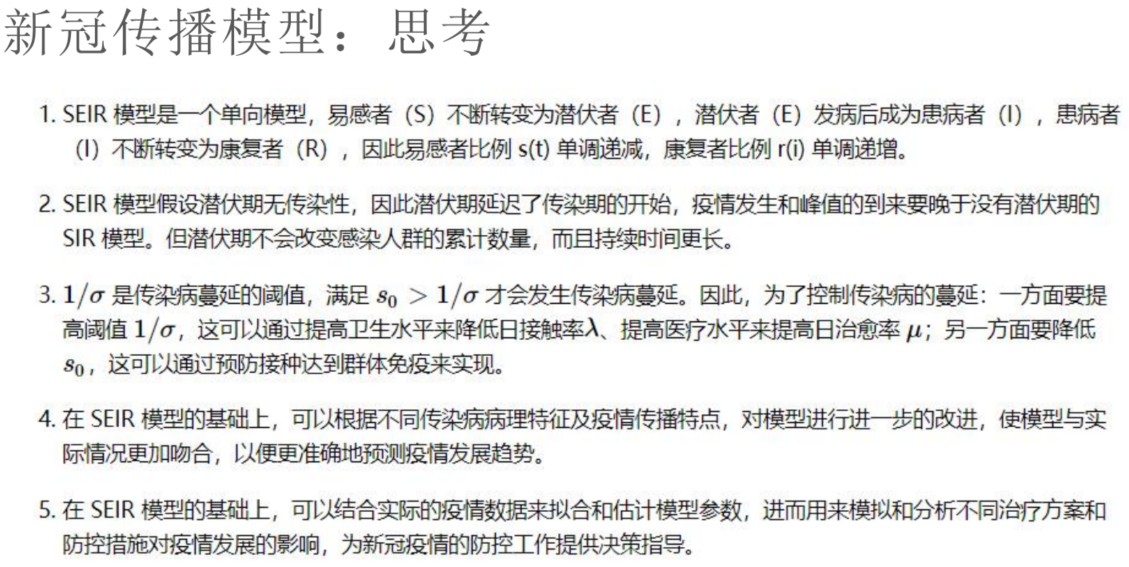 新冠传播模型：思考
1. SEIR 模型是一个单向模型，易感者（S）不断转变为潜伏者（E），潜伏者（E）发病后成为患病者（I），患病者
（I）不断转变为康复者（R），因此易感者比例 s(t) 单调递减，康复者比例 r(i) 单调递增。
2. SEIR 模型假设潜伏期无传染性，因此潜伏期延迟了传染期的开始，疫情发生和峰值的到来要晚于没有潜伏期的
SIR 模型。但潜伏期不会改变感染人群的累计数量，而且持续时间更长。
3. 1/σ 是传染病蔓延的阈值，满足 s₀ > 1/σ 才会发生传染病蔓延。因此，为了控制传染病的蔓延：一方面要提
高阈值 1/σ，这可以通过提高卫生水平来降低日接触率λ、提高医疗水平来提高日治愈率 μ；另一方面要降低
s₀，这可以通过预防接种达到群体免疫来实现。
4. 在 SEIR 模型的基础上，可以根据不同传染病病理特征及疫情传播特点，对模型进行进一步的改进，使模型与实
际情况更加吻合，以便更准确地预测疫情发展趋势。
5. 在 SEIR 模型的基础上，可以结合实际的疫情数据来拟合和估计模型参数，进而用来模拟和分析不同治疗方案和
防控措施对疫情发展的影响，为新冠疫情的防控工作提供决策指导。